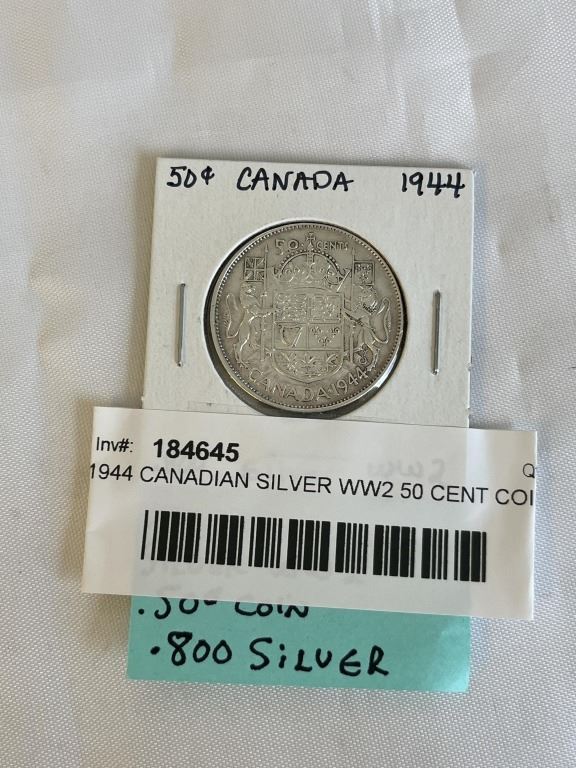 50¢ CANADA 1944
50 CENTS
CANADA 1944
Inv#: 184645 Q
1944 CANADIAN SILVER WW2 50 CENT COI
.50¢ COIN
.800 SILVER